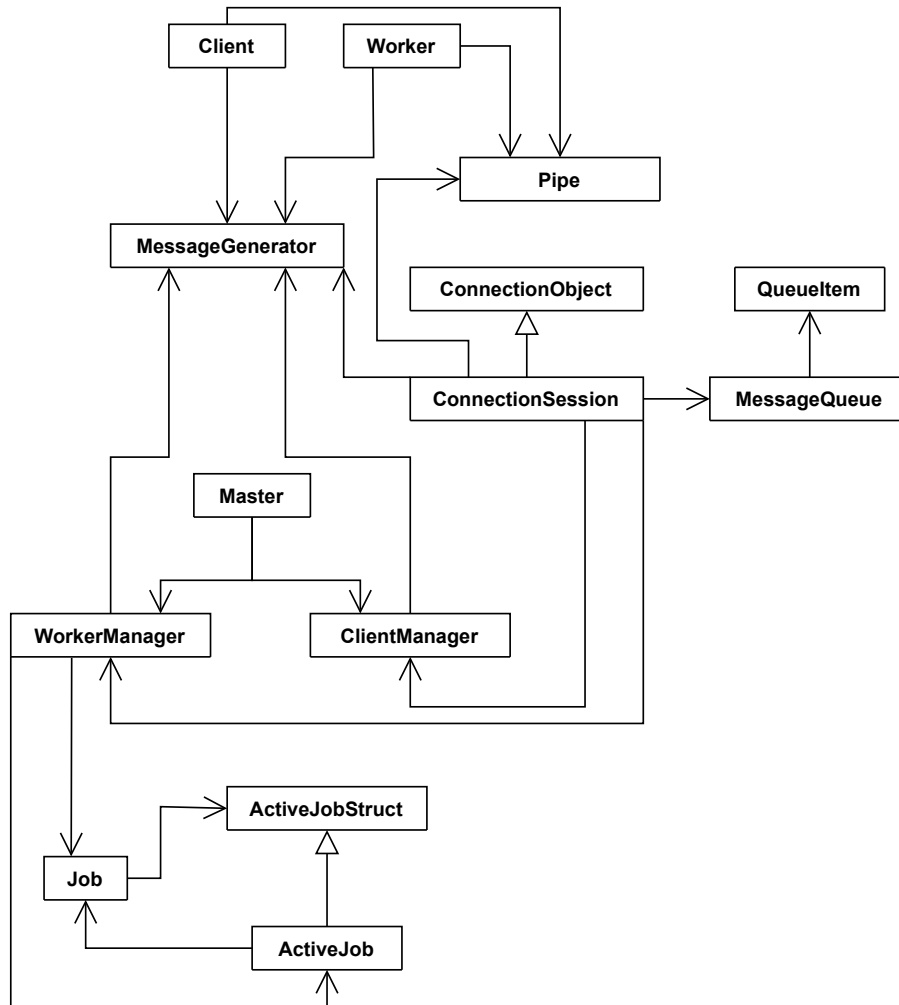 Client
Worker
Pipe
MessageGenerator
ConnectionObject
QueueItem
ConnectionSession
MessageQueue
Master
WorkerManager
ClientManager
ActiveJobStruct
Job
ActiveJob